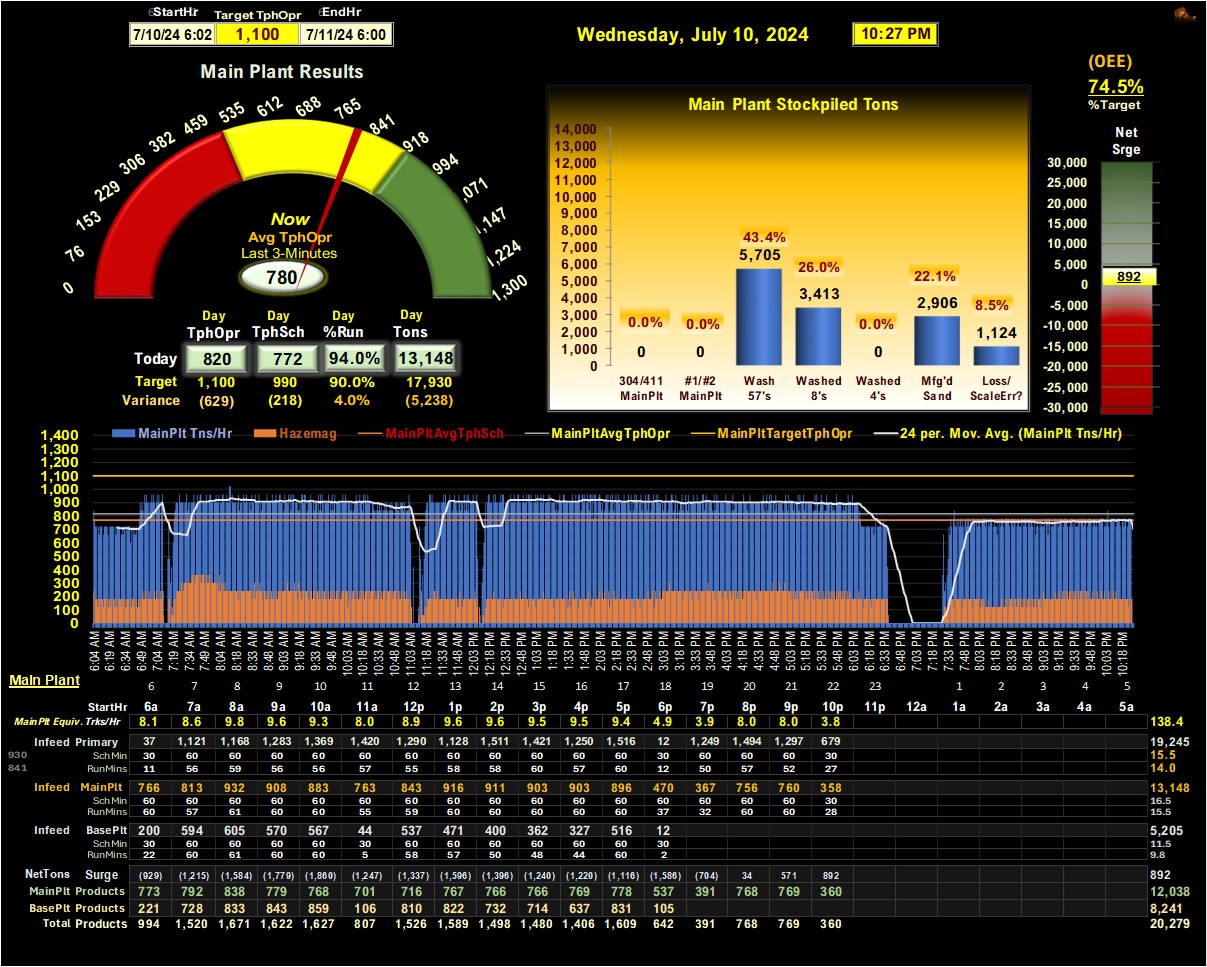 StartHr Target TphOpr EndHr
7/10/24 6:02 1,100 7/11/24 6:00
Wednesday, July 10, 2024 10:27 PM
(OEE)
74.5%
%Target
Main Plant Results
0 76 153 229 306 382 459 535 612 688 765 841 918 994 ,071 ,147 1,224 1,300
Now
Avg TphOpr
Last 3-Minutes
780
Day Day Day Day
TphOpr TphSch %Run Tons
Today 820 772 94.0% 13,148
Target 1,100 990 90.0% 17,930
Variance (629) (218) 4.0% (5,238)
Main Plant Stockpiled Tons
14,000
13,000
12,000
11,000
10,000
9,000
8,000
7,000
6,000
5,000
4,000
3,000
2,000
1,000
0
0.0% 0.0% 43.4% 26.0% 0.0% 22.1% 8.5%
0 0 5,705 3,413 0 2,906 1,124
304/411 #1/#2 Wash Washed Washed Mfg'd Loss/
MainPlt MainPlt 57's 8's 4's Sand ScaleErr?
Net
Srge
30,000
25,000
20,000
15,000
10,000
5,000
0
-5,000
-10,000
-15,000
-20,000
-25,000
-30,000
892
MainPlt Tns/Hr Hazemag MainPltAvgTphSch MainPltAvgTphOpr MainPltTargetTphOpr 24 per. Mov. Avg. (MainPlt Tns/Hr)
1,400
1,300
1,200
1,100
1,000
900
800
700
600
500
400
300
200
100
0
6:04 AM 6:19 AM 6:34 AM 6:49 AM 7:04 AM 7:19 AM 7:34 AM 7:49 AM 8:03 AM 8:18 AM 8:33 AM 8:48 AM 9:03 AM 9:18 AM 9:33 AM 9:48 AM 10:03 AM 10:18 AM 10:33 AM 10:48 AM 11:03 AM 11:18 AM 11:48 AM 12:03 PM 12:18 PM 12:33 PM 12:48 PM 1:03 PM 1:18 PM 1:33 PM 1:48 PM 2:03 PM 2:18 PM 2:33 PM 2:48 PM 3:18 PM 3:33 PM 3:48 PM 4:03 PM 4:18 PM 4:33 PM 4:48 PM 5:03 PM 5:18 PM 5:33 PM 5:48 PM 6:03 PM 6:18 PM 6:33 PM 6:48 PM 7:03 PM 7:18 PM 7:33 PM 7:48 PM 8:03 PM 8:18 PM 8:33 PM 8:48 PM 9:03 PM 9:18 PM 9:33 PM 9:48 PM 10:03 PM 10:18 PM
Main Plant
6 7 8 9 10 11 12 13 14 15 16 17 18 19 20 21 22 23 1 2 3 4 5
StartHr 6a 7a 8a 9a 10a 11a 12p 1p 2p 3p 4p 5p 6p 7p 8p 9p 10p 11p 12a 1a 2a 3a 4a 5a
MainPlt Equiv. Trks/Hr 8.1 8.6 9.8 9.6 9.3 8.0 8.9 9.6 9.6 9.5 9.5 9.4 4.9 3.9 8.0 8.0 3.8 138.4
Infeed Primary 37 1,121 1,168 1,283 1,369 1,420 1,290 1,128 1,511 1,421 1,250 1,516 12 1,249 1,494 1,297 679 19,245
930 Sch Min 30 60 60 60 60 60 60 60 60 60 60 60 30 60 60 60 30 15.5
841 RunMins 11 56 59 56 56 57 55 58 58 60 57 60 12 50 57 52 27 14.0
Infeed MainPlt 766 813 932 908 883 763 843 916 911 903 903 896 470 367 756 760 358 13,148
Sch Min 60 60 60 60 60 60 60 60 60 60 60 60 60 60 60 60 30 16.5
RunMins 60 57 61 60 60 55 59 60 60 60 60 60 37 32 60 60 28 15.5
Infeed BasePlt 200 594 605 570 567 44 537 471 400 362 327 516 12 5,205
Sch Min 30 60 60 60 60 30 60 60 60 60 60 60 30 11.5
RunMins 22 60 61 60 60 5 58 57 50 48 44 60 2 9.8
NetTons Surge (929) (1,215) (1,584) (1,779) (1,860) (1,247) (1,337) (1,596) (1,396) (1,240) (1,220) (1,116) (1,586) (704) 34 571 892 892
MainPlt Products 773 792 838 779 768 701 716 767 766 766 769 778 537 391 768 769 360 12,038
BasePlt Products 221 728 833 843 859 106 810 822 732 714 637 831 105 8,241
Total Products 994 1,520 1,671 1,622 1,627 807 1,526 1,589 1,498 1,480 1,406 1,609 642 391 768 769 360 20,279